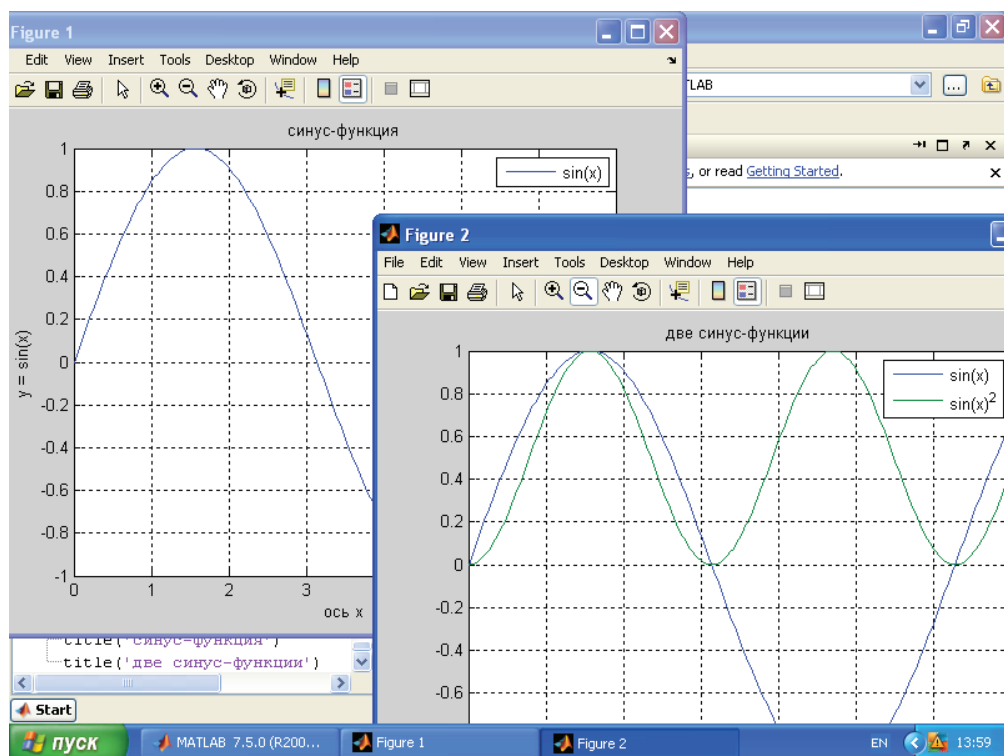 Figure 1
Edit View Insert Tools Desktop Window Help
синус-функция
sin(x)
1
0.8
0.6
0.4
0.2
0
-0.2
-0.4
-0.6
-0.8
-1
y = sin(x)
0 1 2 3
ось x
TLAB
, or read Getting Started.
Figure 2
File Edit View Insert Tools Desktop Window Help
две синус-функции
sin(x)
sin(x)2
1
0.8
0.6
0.4
0.2
0
-0.2
-0.4
-0.6
title('синус-функция')
title('две синус-функции')
Start
пуск
MATLAB 7.5.0 (R200...
Figure 1
Figure 2
EN
13:59